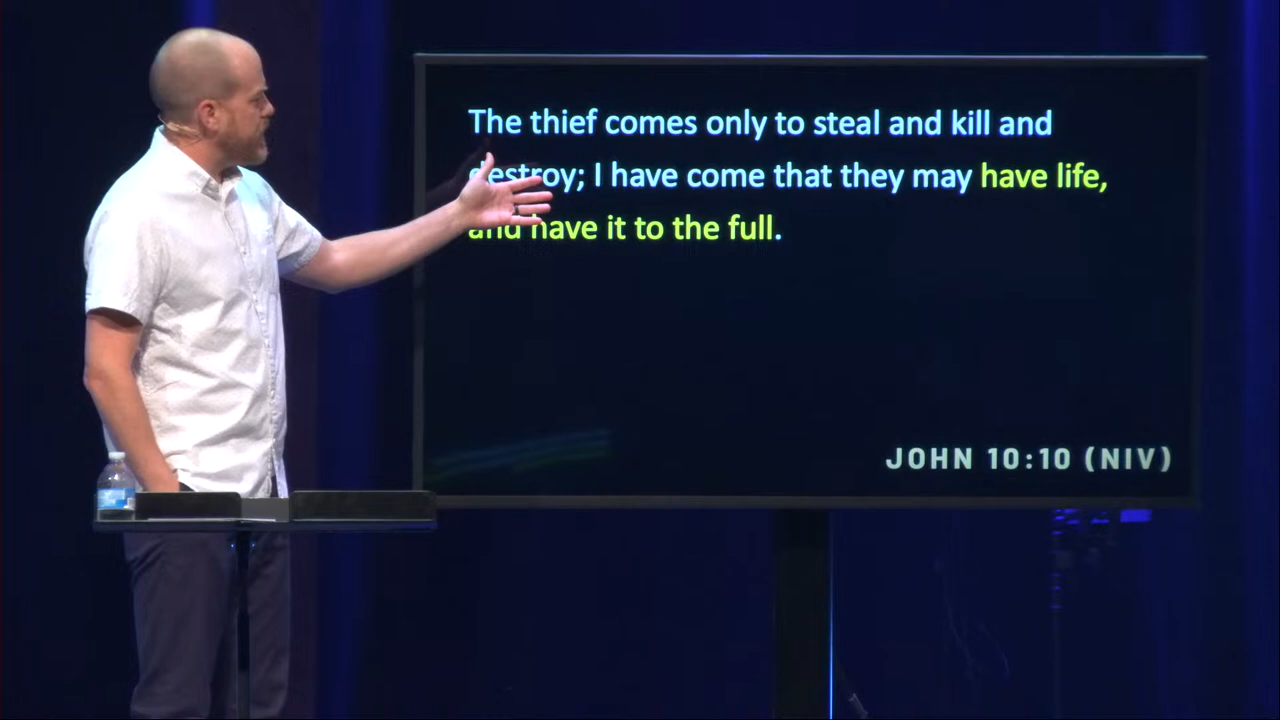 The thief comes only to steal and kill and
destroy; I have come that they may have life,
and have it to the full.
JOHN 10:10 (NIV)